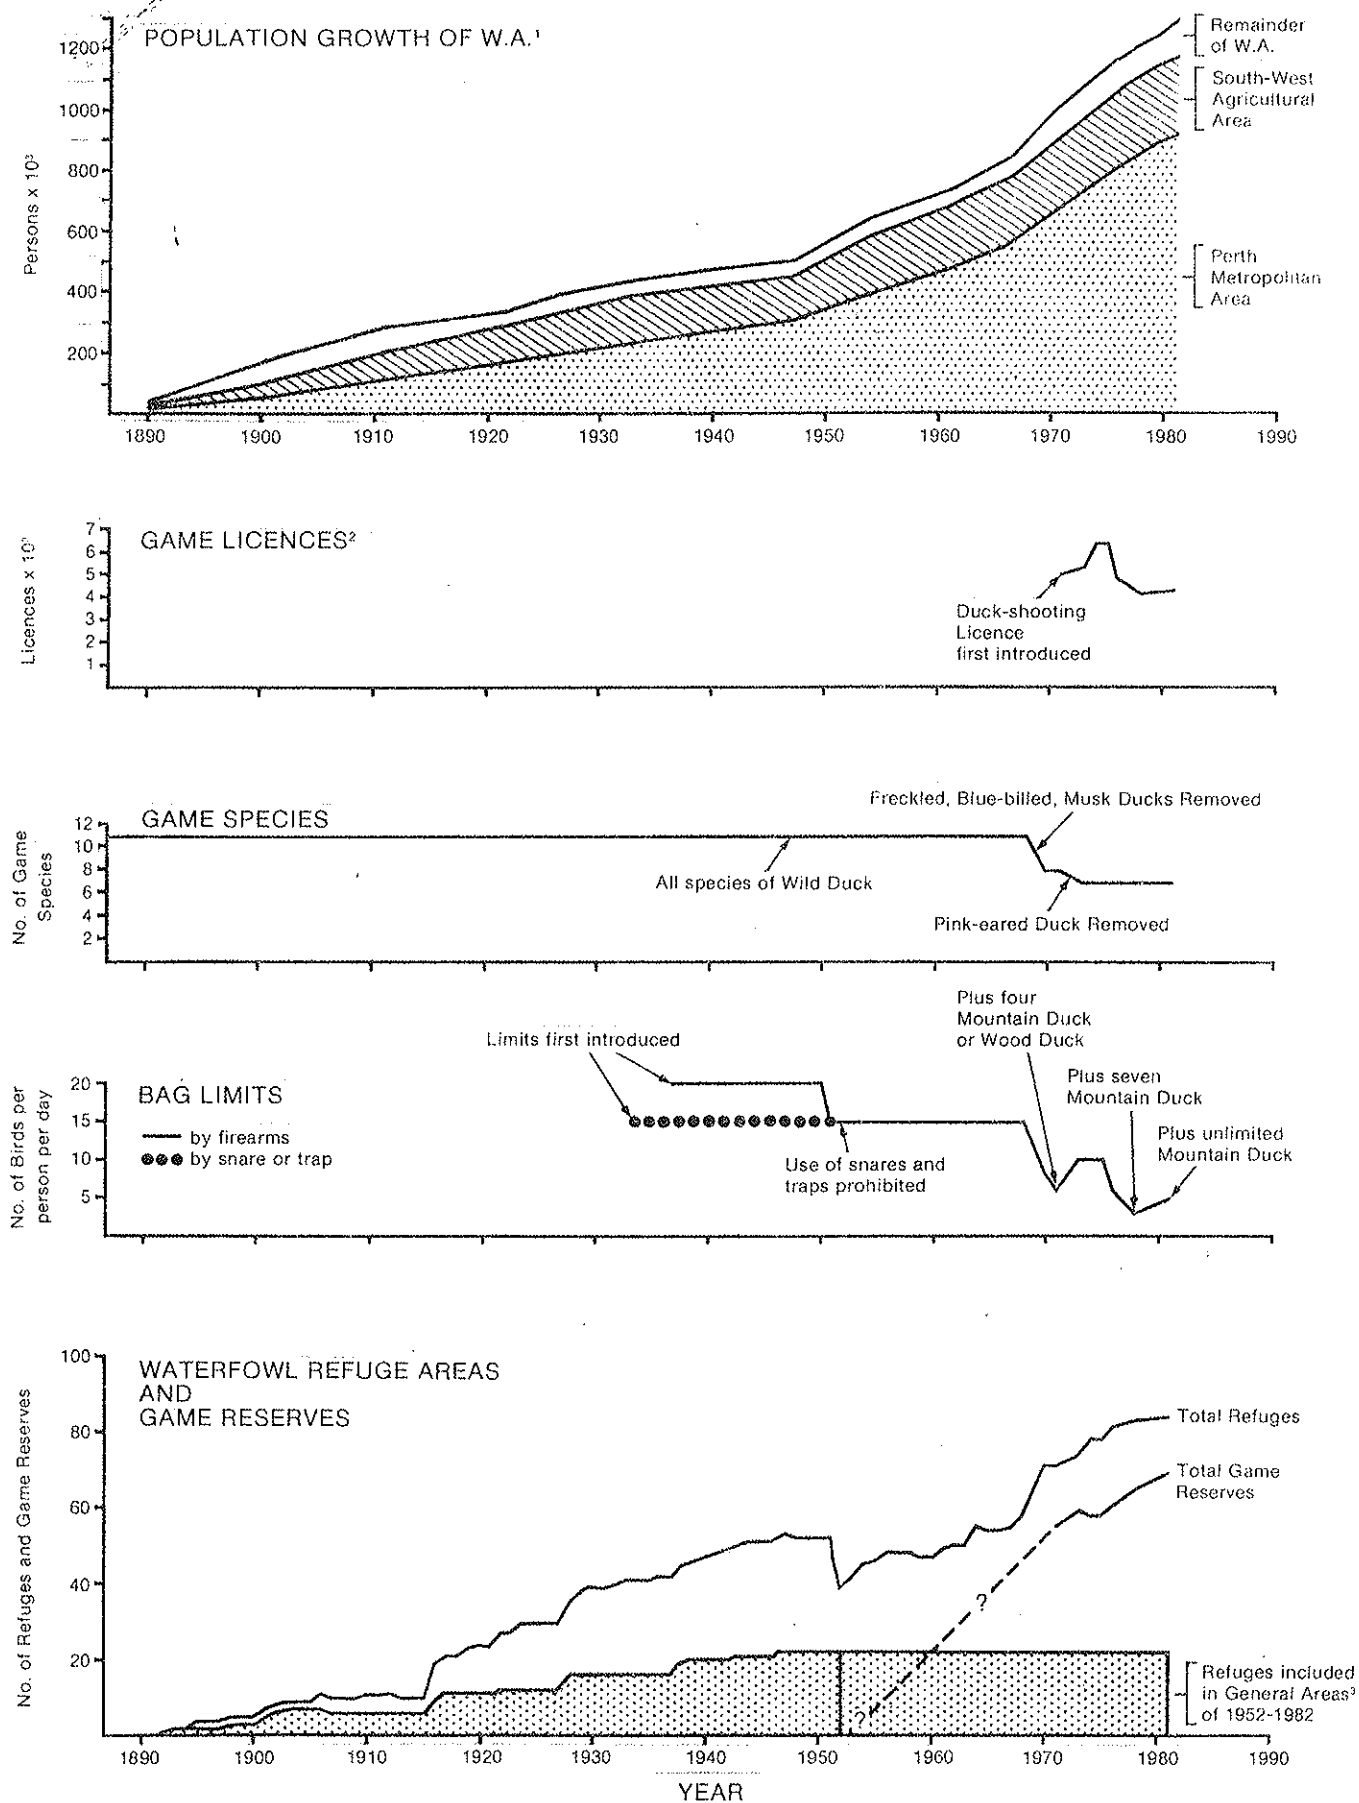 POPULATION GROWTH OF W.A.¹
Persons x 10³
1200
1000
800
600
400
200
Remainder
of W.A.
South-West
Agricultural
Area
Perth
Metropolitan
Area
1890 1900 1910 1920 1930 1940 1950 1960 1970 1980 1990
GAME LICENCES²
Licences x 10³
7
6
5
4
3
2
1
Duck-shooting
Licence
first introduced
GAME SPECIES
No. of Game
Species
12
10
8
6
4
2
Freckled, Blue-billed, Musk Ducks Removed
All species of Wild Duck
Pink-eared Duck Removed
BAG LIMITS
by firearms
by snare or trap
No. of Birds per
person per day
20
15
10
5
Limits first introduced
Use of snares and
traps prohibited
Plus four
Mountain Duck
or Wood Duck
Plus seven
Mountain Duck
Plus unlimited
Mountain Duck
WATERFOWL REFUGE AREAS
AND
GAME RESERVES
No. of Refuges and Game Reserves
100
80
60
40
20
Total Refuges
Total Game
Reserves
?
?
Refuges included
in General Areas³
of 1952-1982
1890 1900 1910 1920 1930 1940 1950 1960 1970 1980 1990
YEAR